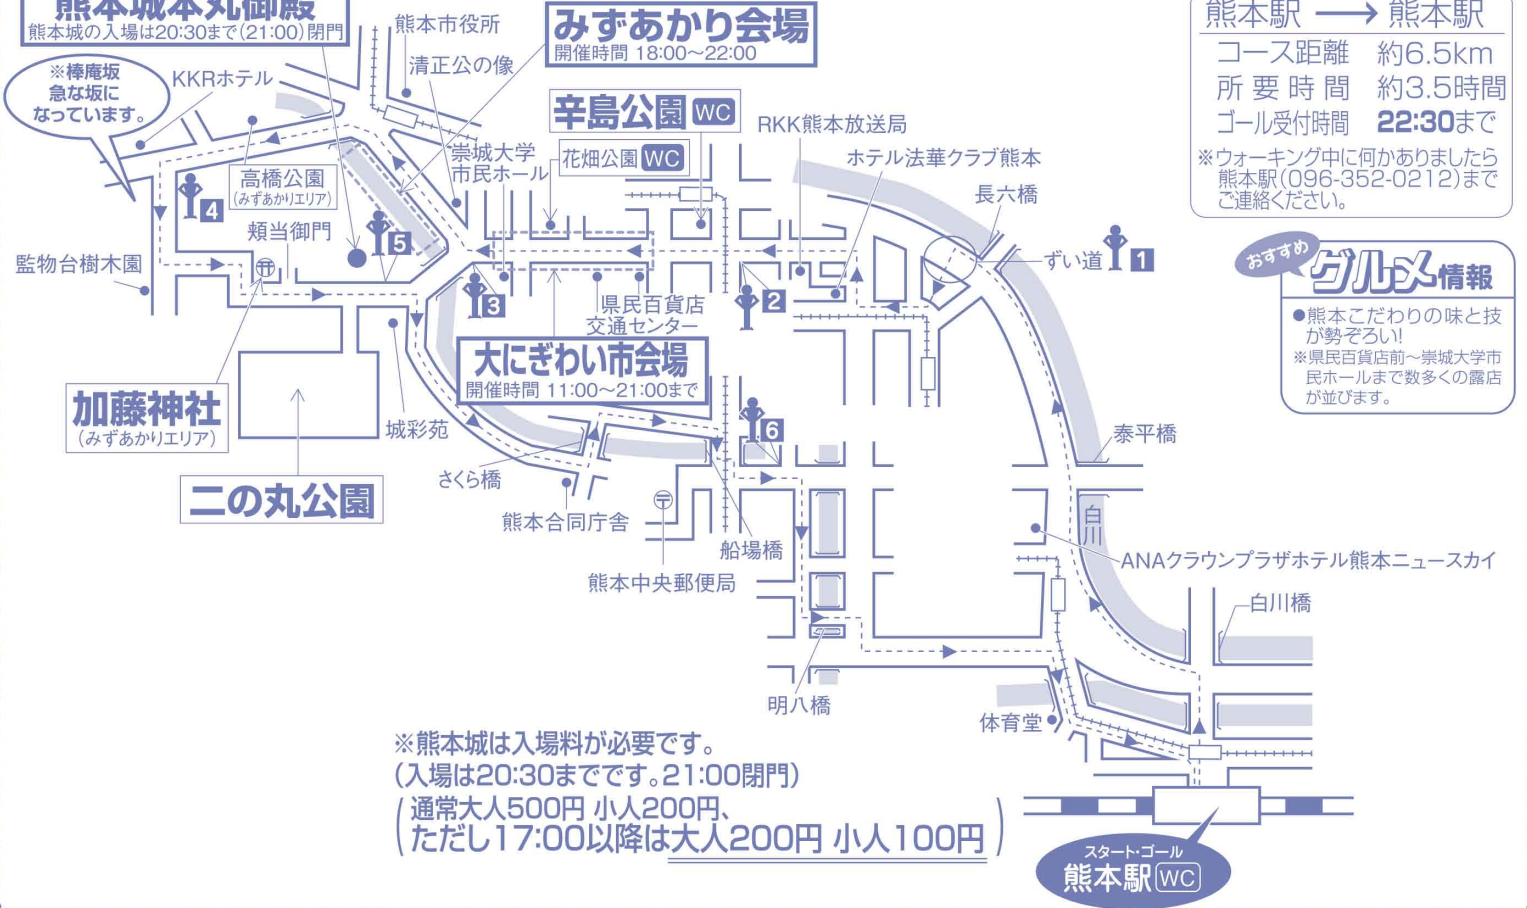 熊本城本丸御殿
熊本城の入場は20:30まで(21:00)閉門
※棒庵坂
急な坂に
なっています。
KKRホテル
熊本市役所
清正公の像
みずあかり会場
開催時間 18:00〜22:00
辛島公園 WC
花畑公園 WC
崇城大学
市民ホール
RKK熊本放送局
ホテル法華クラブ熊本
長六橋
ずい道
1
熊本駅 → 熊本駅
コース距離 約6.5km
所要時間 約3.5時間
ゴール受付時間 22:30まで
※ウォーキング中に何かありましたら
熊本駅(096-352-0212)まで
ご連絡ください。
おすすめ
グルメ情報
●熊本こだわりの味と技
が勢ぞろい!
※県民百貨店前〜崇城大学市
民ホールまで数多くの露店
が並びます。
高橋公園
(みずあかりエリア)
4
5
頬当御門
監物台樹木園
3
2
県民百貨店
交通センター
大にぎわい市会場
開催時間 11:00〜21:00まで
加藤神社
(みずあかりエリア)
城彩苑
二の丸公園
さくら橋
6
熊本合同庁舎
〒
熊本中央郵便局
船場橋
泰平橋
白川
ANAクラウンプラザホテル熊本ニュースカイ
白川橋
明八橋
体育堂
※熊本城は入場料が必要です。
(入場は20:30までです。21:00閉門)
(通常大人500円 小人200円、
ただし17:00以降は大人200円 小人100円)
スタート・ゴール
熊本駅 WC